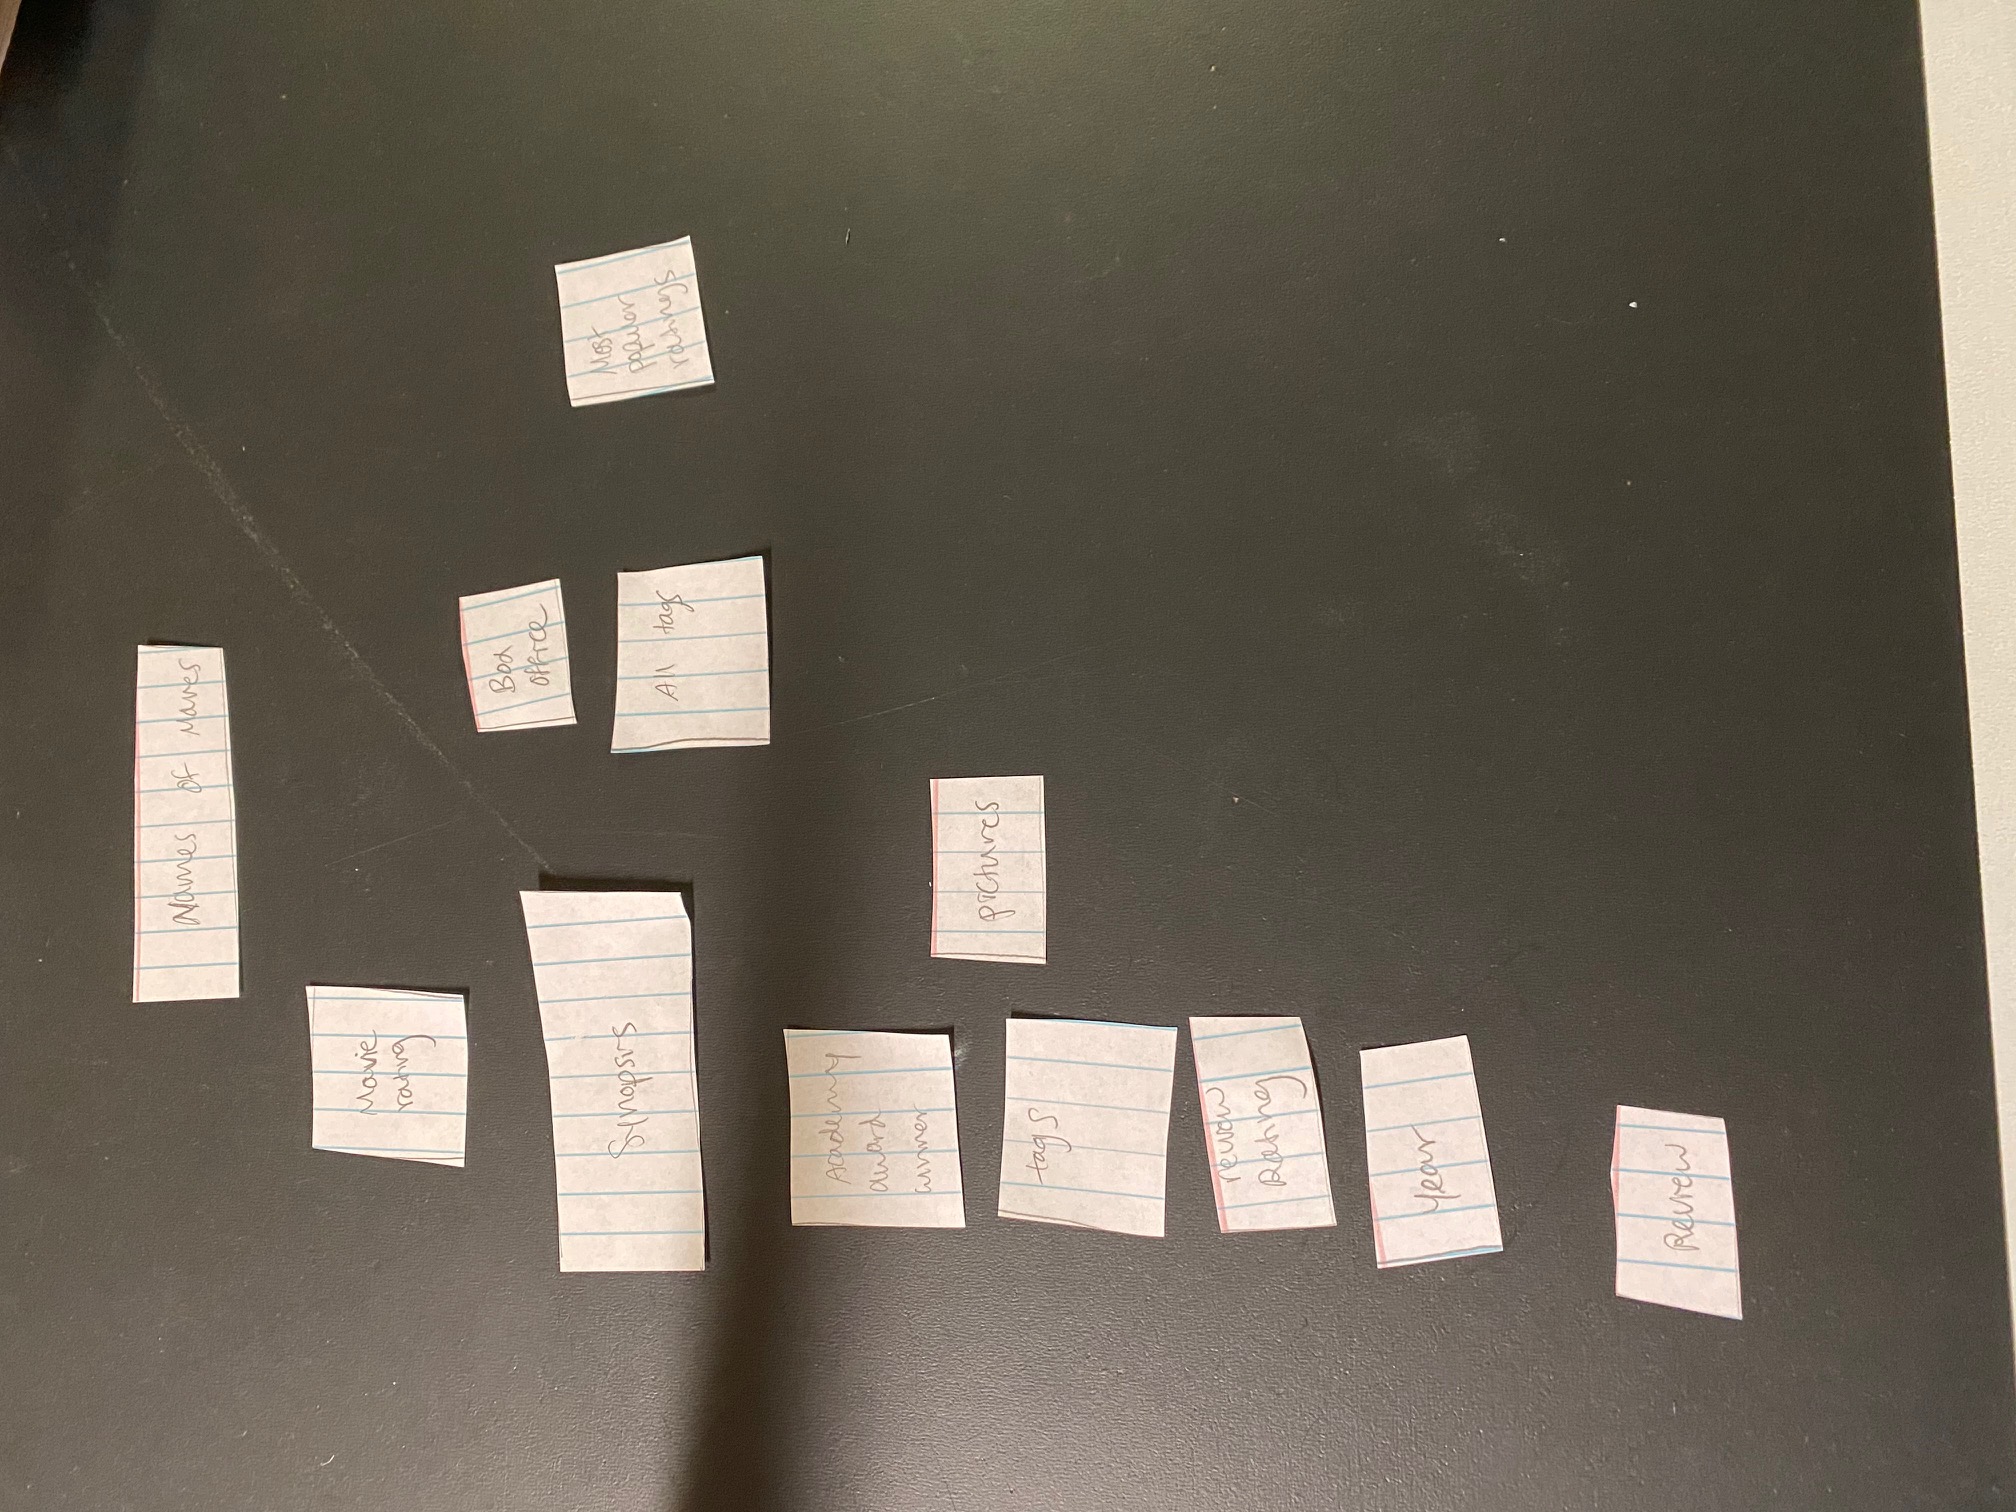 Names of Movies
Movie
rating
Box
office
Synopsis
Most
popular
ratings
All tags
Academy
award
winner
pictures
tags
review
Rating
year
Review